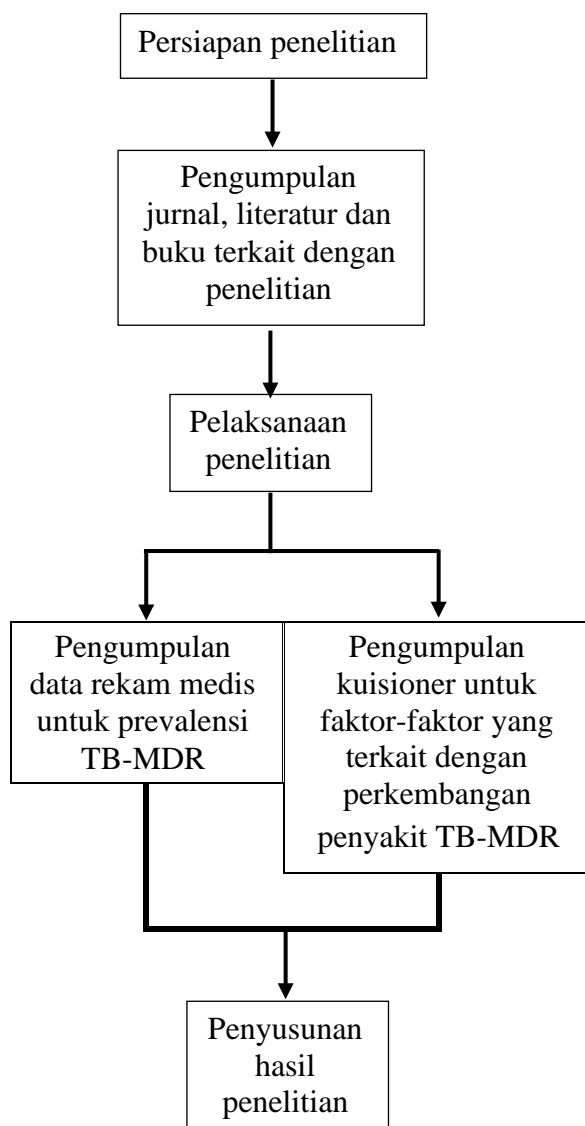 Persiapan penelitian
Pengumpulan
jurnal, literatur dan
buku terkait dengan
penelitian
Pelaksanaan
penelitian
Pengumpulan
data rekam medis
untuk prevalensi
TB-MDR
Pengumpulan
kuisioner untuk
faktor-faktor yang
terkait dengan
perkembangan
penyakit TB-MDR
Penyusunan
hasil
penelitian